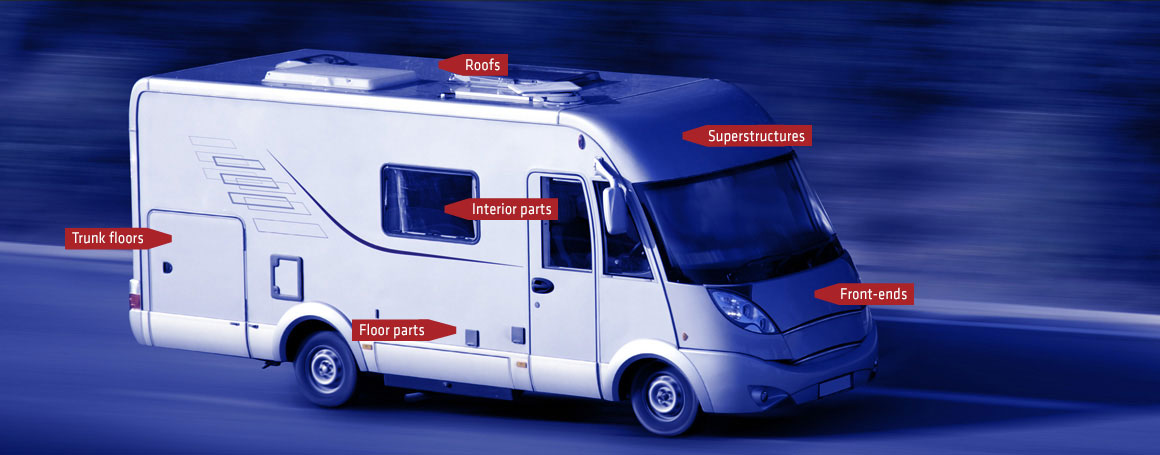 Roofs
Superstructures
Interior parts
Trunk floors
Front-ends
Floor parts